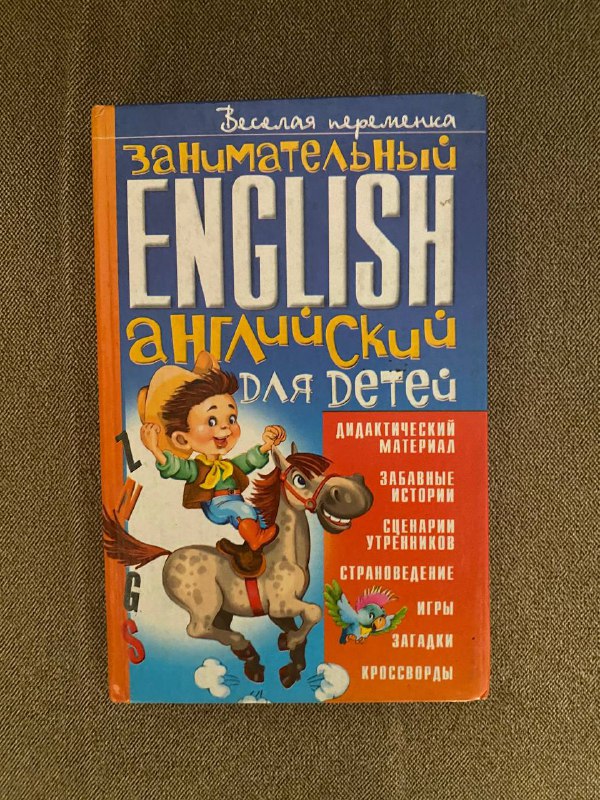 Веселая переменка
занимательный
ENGLISH
английский
для детей
ДИДАКТИЧЕСКИЙ
МАТЕРИАЛ
ЗАБАВНЫЕ
ИСТОРИИ
СЦЕНАРИИ
УТРЕННИКОВ
СТРАНОВЕДЕНИЕ
ИГРЫ
ЗАГАДКИ
КРОССВОРДЫ